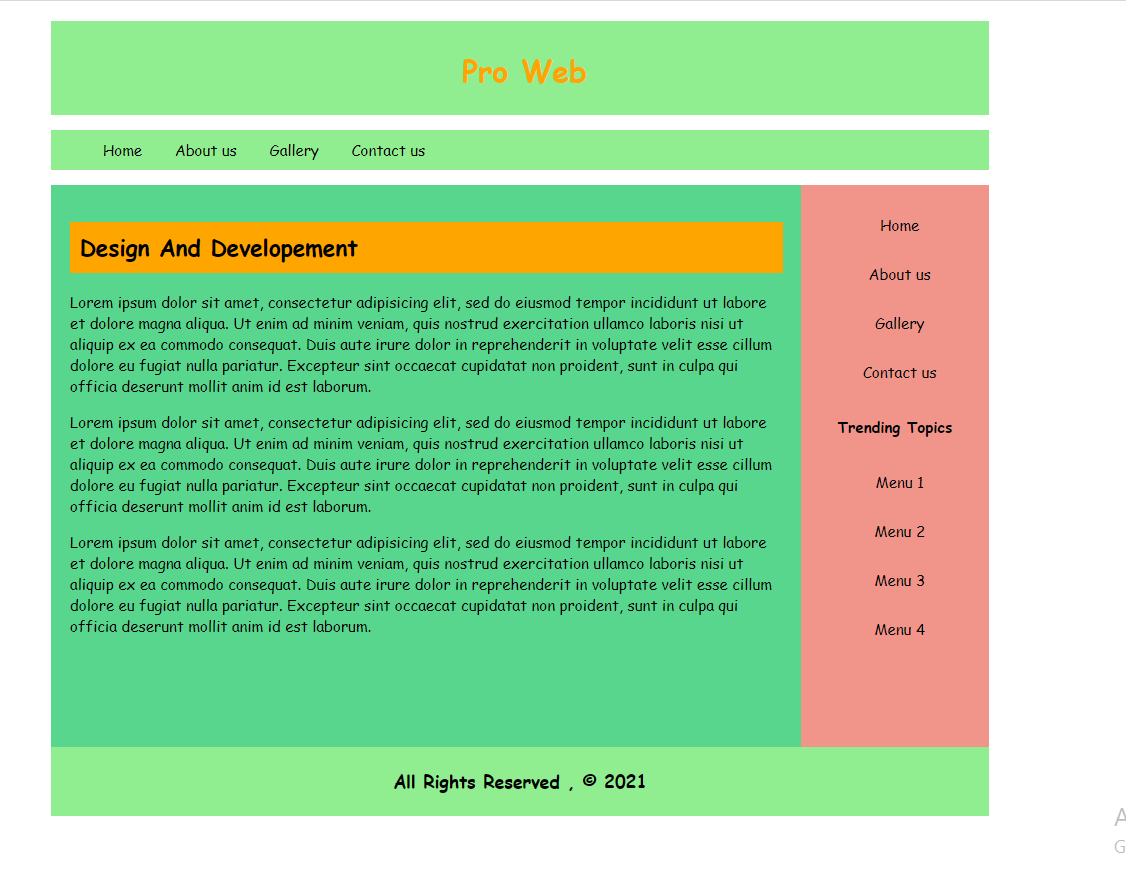 Pro Web
Home About us Gallery Contact us
Design And Developement
Lorem ipsum dolor sit amet, consectetur adipisicing elit, sed do eiusmod tempor incididunt ut labore
et dolore magna aliqua. Ut enim ad minim veniam, quis nostrud exercitation ullamco laboris nisi ut
aliquip ex ea commodo consequat. Duis aute irure dolor in reprehenderit in voluptate velit esse cillum
dolore eu fugiat nulla pariatur. Excepteur sint occaecat cupidatat non proident, sunt in culpa qui
officia deserunt mollit anim id est laborum.
Lorem ipsum dolor sit amet, consectetur adipisicing elit, sed do eiusmod tempor incididunt ut labore
et dolore magna aliqua. Ut enim ad minim veniam, quis nostrud exercitation ullamco laboris nisi ut
aliquip ex ea commodo consequat. Duis aute irure dolor in reprehenderit in voluptate velit esse cillum
dolore eu fugiat nulla pariatur. Excepteur sint occaecat cupidatat non proident, sunt in culpa qui
officia deserunt mollit anim id est laborum.
Lorem ipsum dolor sit amet, consectetur adipisicing elit, sed do eiusmod tempor incididunt ut labore
et dolore magna aliqua. Ut enim ad minim veniam, quis nostrud exercitation ullamco laboris nisi ut
aliquip ex ea commodo consequat. Duis aute irure dolor in reprehenderit in voluptate velit esse cillum
dolore eu fugiat nulla pariatur. Excepteur sint occaecat cupidatat non proident, sunt in culpa qui
officia deserunt mollit anim id est laborum.
Home
About us
Gallery
Contact us
Trending Topics
Menu 1
Menu 2
Menu 3
Menu 4
All Rights Reserved , © 2021